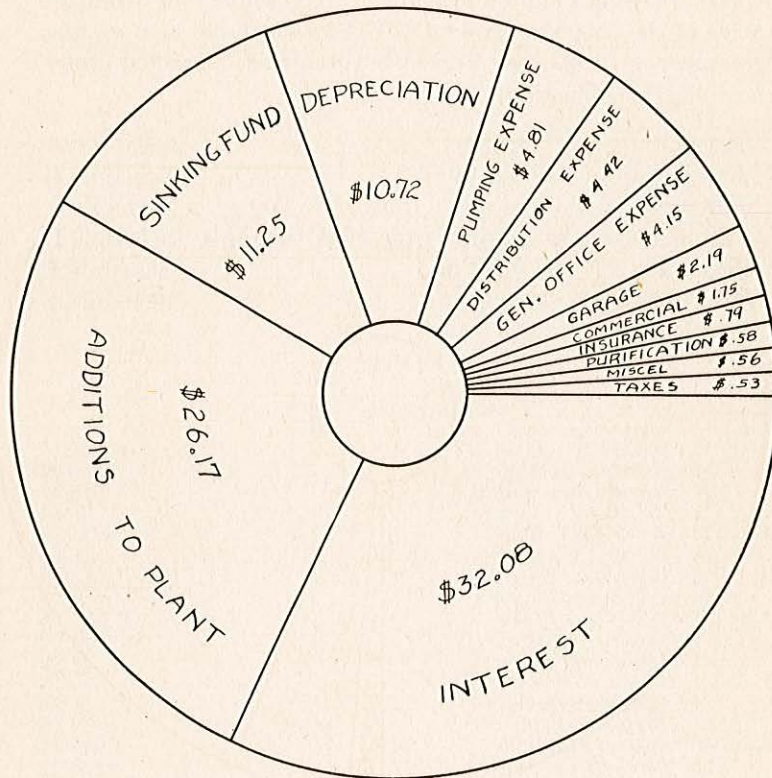 DEPRECIATION
$10.72
PUMPING EXPENSE
$4.81
DISTRIBUTION EXPENSE
$4.42
GEN. OFFICE EXPENSE
$4.15
GARAGE $2.19
COMMERCIAL $1.75
INSURANCE $.79
PURIFICATION $.58
MISCEL $.56
TAXES $.53
INTEREST
$32.08
ADDITIONS TO PLANT
$26.17
SINKING FUND
$11.25